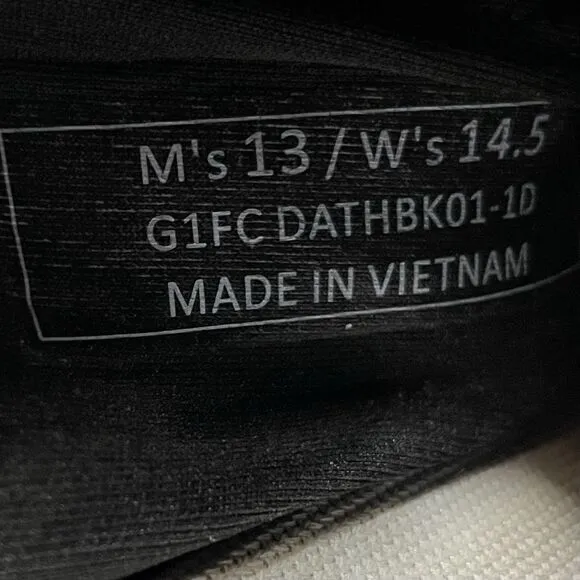 M's 13 / W's 14.5
G1FC DATHBK01-1D
MADE IN VIETNAM